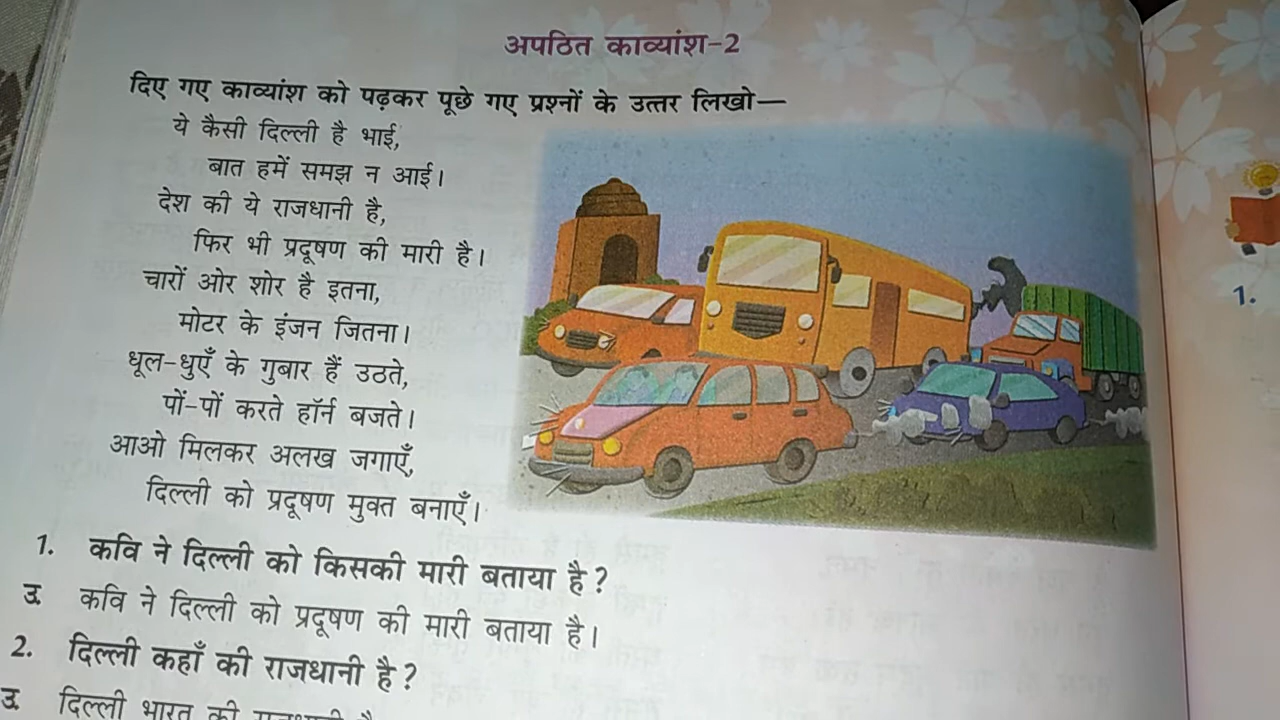 अपठित काव्यांश-2
दिए गए काव्यांश को पढ़कर पूछे गए प्रश्नों के उत्तर लिखो—
ये कैसी दिल्ली है भाई,
बात हमें समझ न आई।
देश की ये राजधानी है,
फिर भी प्रदूषण की मारी है।
चारों ओर शोर है इतना,
मोटर के इंजन जितना।
धूल-धुएँ के गुबार हैं उठते,
पों-पों करते हॉर्न बजते।
आओ मिलकर अलख जगाएँ,
दिल्ली को प्रदूषण मुक्त बनाएँ।
1. कवि ने दिल्ली को किसकी मारी बताया है?
उ. कवि ने दिल्ली को प्रदूषण की मारी बताया है।
2. दिल्ली कहाँ की राजधानी है?
उ. दिल्ली भारत की राजधानी है
1.